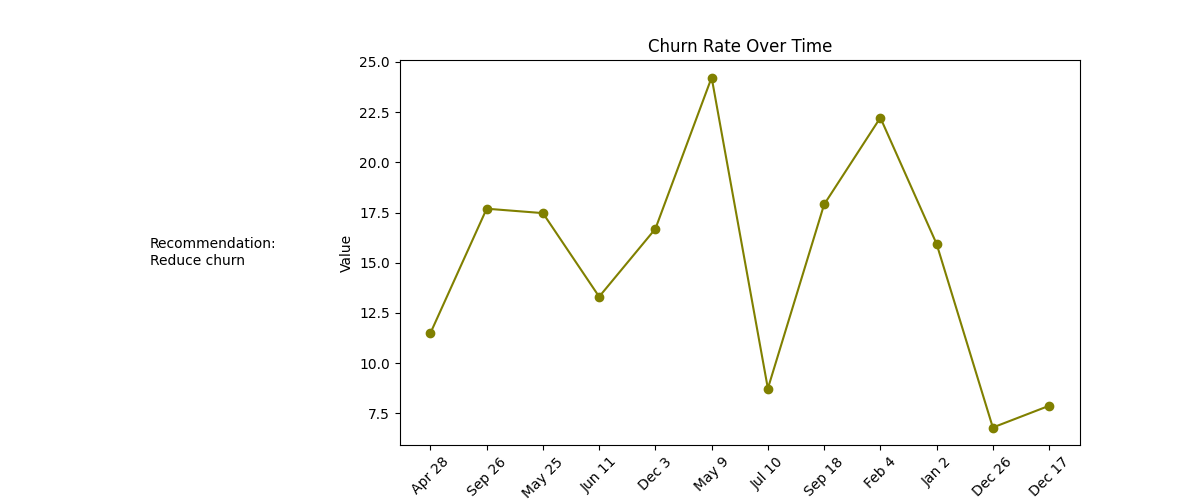 Churn Rate Over Time
25.0
22.5
20.0
17.5
15.0
12.5
10.0
7.5
Value
Recommendation:
Reduce churn
Apr 28
Sep 26
May 25
Jun 11
Dec 3
May 9
Jul 10
Sep 18
Feb 4
Jan 2
Dec 26
Dec 17